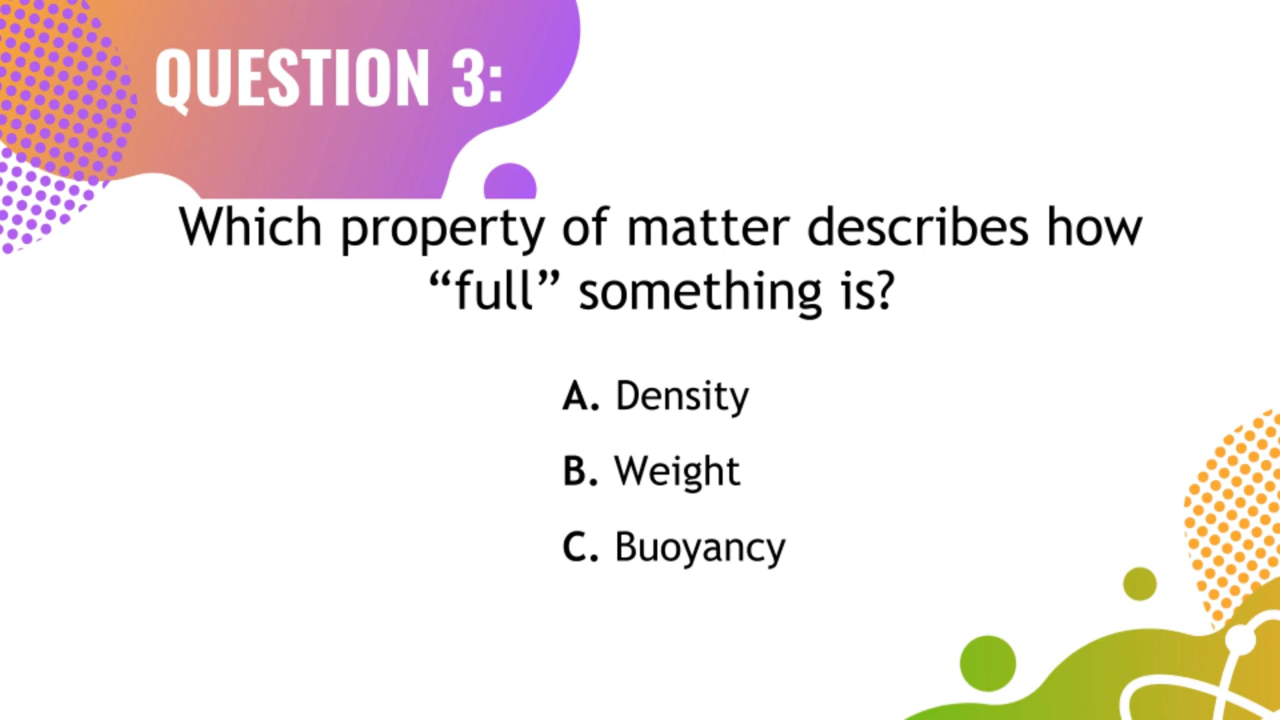 QUESTION 3:
Which property of matter describes how
“full” something is?
A. Density
B. Weight
C. Buoyancy